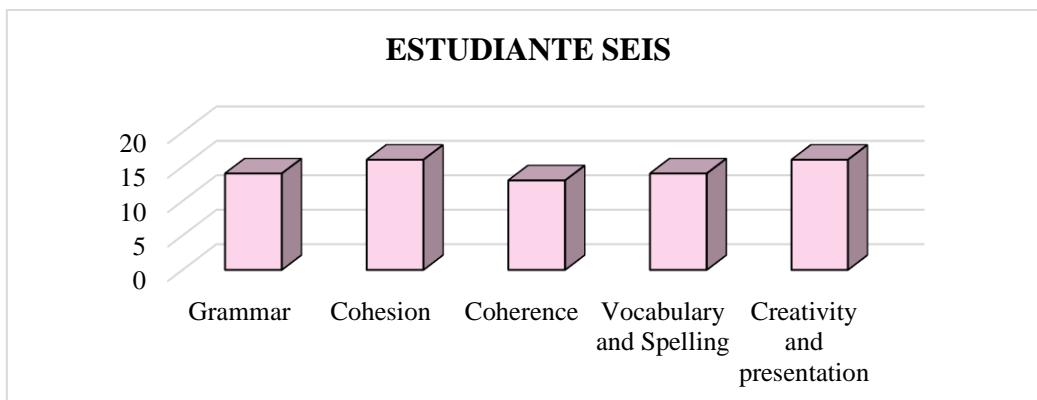 ESTUDIANTE SEIS
20
15
10
5
0
Grammar
Cohesion
Coherence
Vocabulary
and Spelling
Creativity
and
presentation